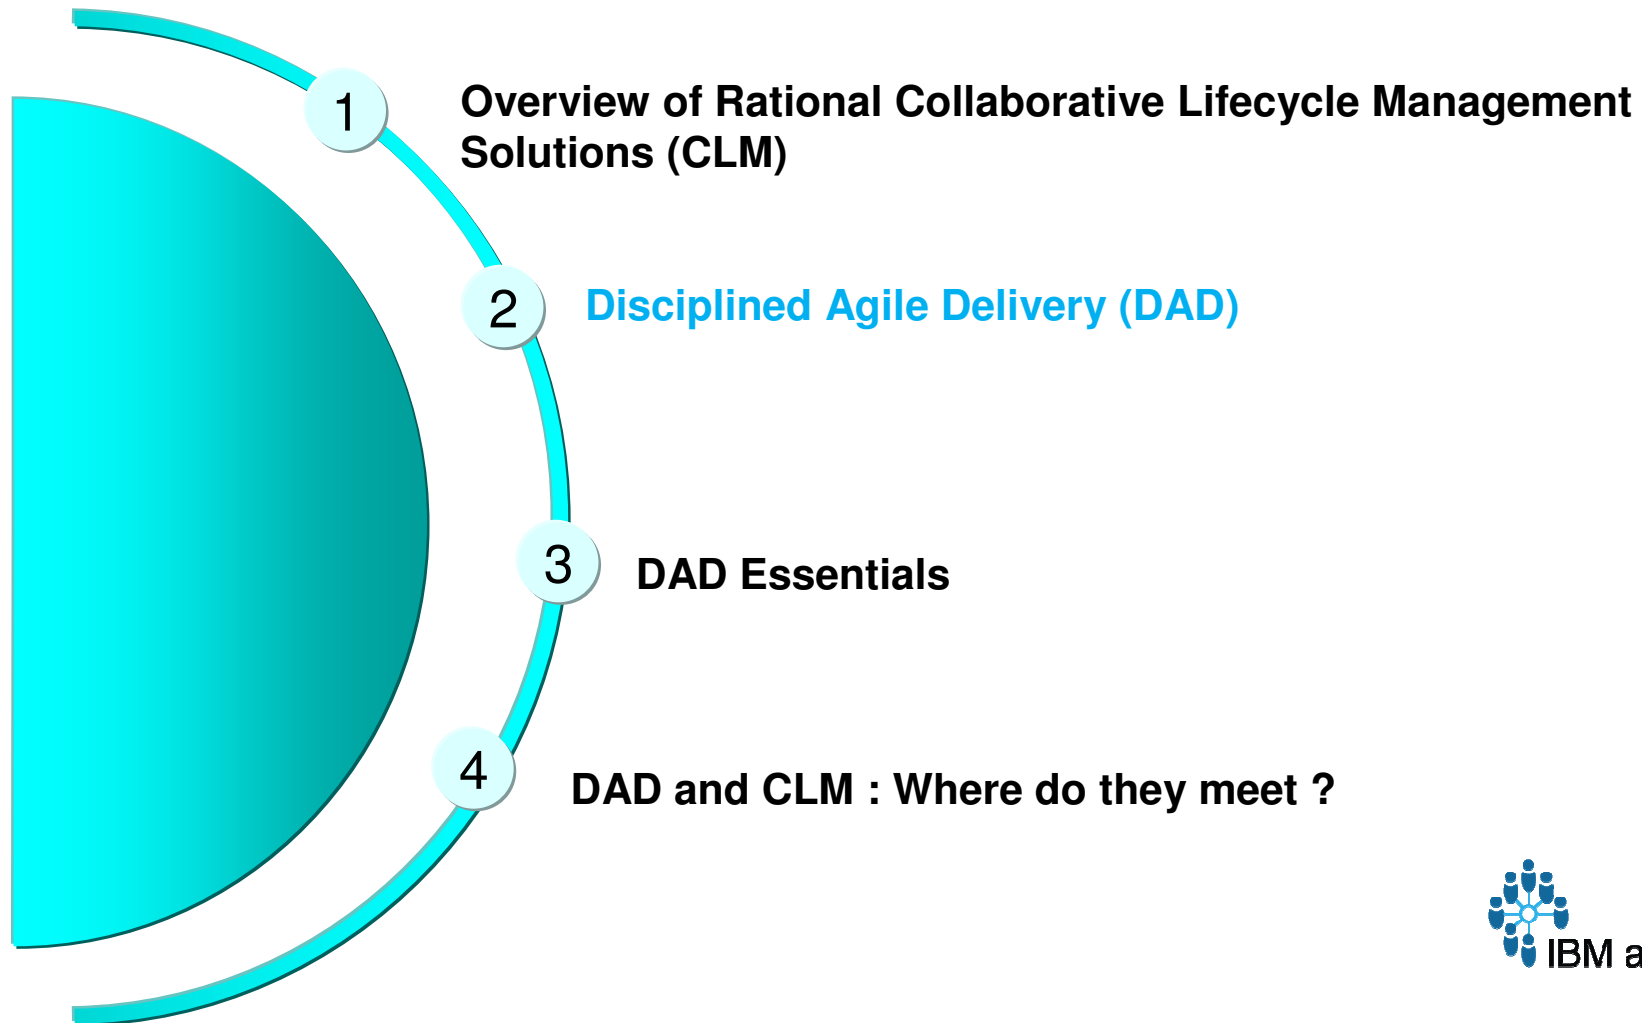 1
Overview of Rational Collaborative Lifecycle Management
Solutions (CLM)
2
Disciplined Agile Delivery (DAD)
3
DAD Essentials
4
DAD and CLM : Where do they meet ?
IBM a